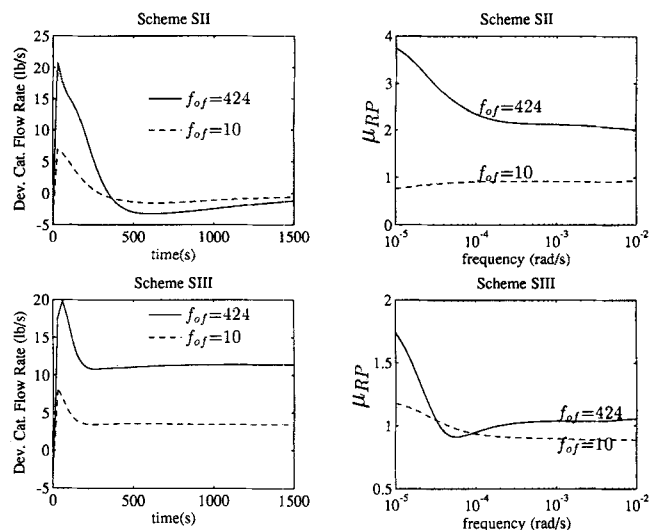 Scheme SII
Dev. Cat. Flow Rate (lb/s)
25
20
15
10
5
0
-5
f_of=424
f_of=10
0
500
1000
1500
time(s)
Scheme SII
μRP
4
3
2
1
0
f_of=424
f_of=10
10^-5
10^-4
10^-3
10^-2
frequency (rad/s)
Scheme SIII
Dev. Cat. Flow Rate (lb/s)
20
15
10
5
0
-5
f_of=424
f_of=10
0
500
1000
1500
time(s)
Scheme SIII
μRP
2
1.5
1
0.5
f_of=424
f_of=10
10^-5
10^-4
10^-3
10^-2
frequency (rad/s)